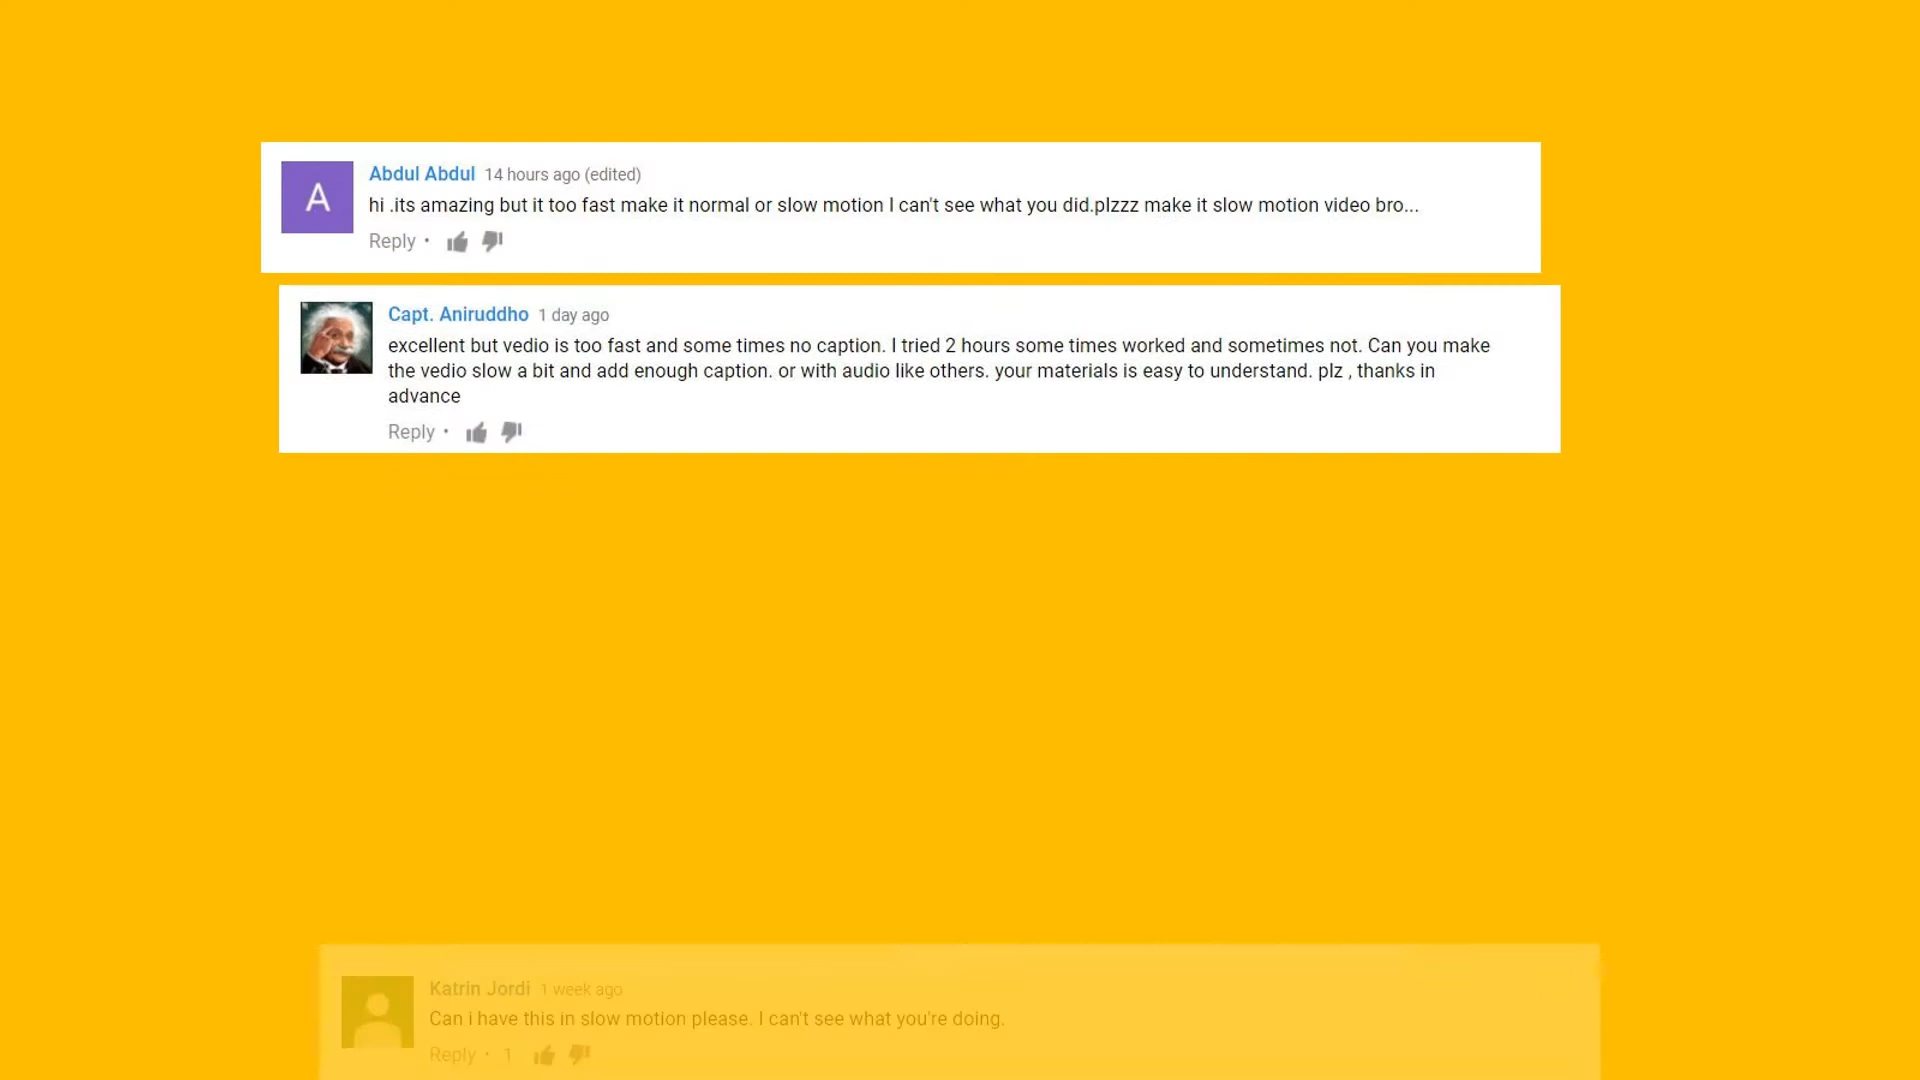 A
Abdul Abdul 14 hours ago (edited)
hi .its amazing but it too fast make it normal or slow motion I can't see what you did.plzzz make it slow motion video bro...
Reply •
Capt. Aniruddho 1 day ago
excellent but vedio is too fast and some times no caption. I tried 2 hours some times worked and sometimes not. Can you make
the vedio slow a bit and add enough caption. or with audio like others. your materials is easy to understand. plz , thanks in
advance
Reply •
Katrin Jordi 1 week ago
Can i have this in slow motion please. I can't see what you're doing.
Reply • 1